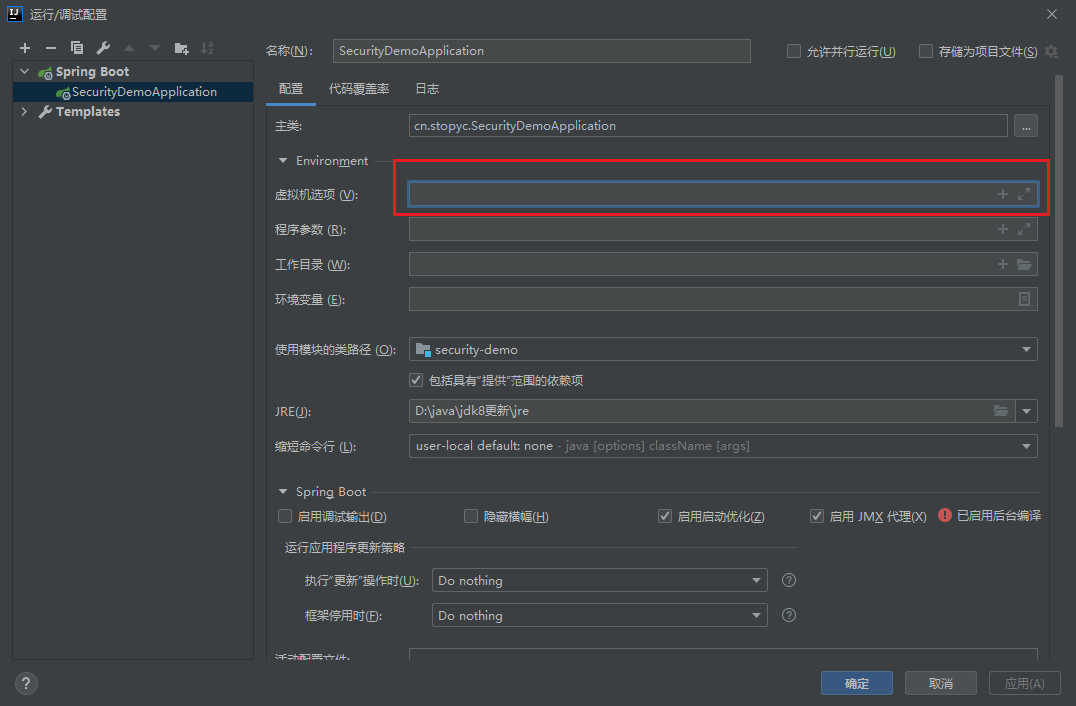 运行/调试配置
名称(N):
SecurityDemoApplication
允许并行运行(U)
存储为项目文件(S)
Spring Boot
SecurityDemoApplication
Templates
配置
代码覆盖率
日志
主类:
cn.stopyc.SecurityDemoApplication
...
Environment
虚拟机选项 (V):
程序参数 (R):
工作目录 (W):
环境变量 (E):
使用模块的类路径 (O):
security-demo
包括具有“提供”范围的依赖项
JRE(J):
D:\java\jdk8更新\jre
缩短命令行 (L):
user-local default: none - java [options] className [args]
Spring Boot
启用调试输出(D)
隐藏横幅(H)
启用启动优化(Z)
启用 JMX 代理(X)
已启用后台编译
运行应用程序更新策略
执行“更新”操作时(U):
Do nothing
框架停用时(F):
Do nothing
活动配置文件:
确定
取消
应用(A)